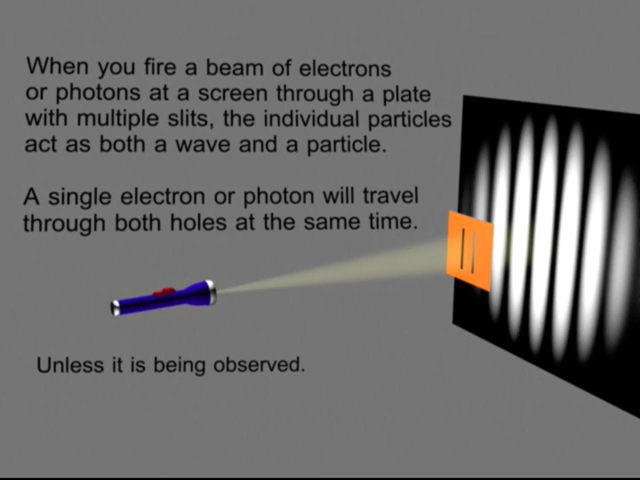 When you fire a beam of electrons
or photons at a screen through a plate
with multiple slits, the individual particles
act as both a wave and a particle.
A single electron or photon will travel
through both holes at the same time.
Unless it is being observed.